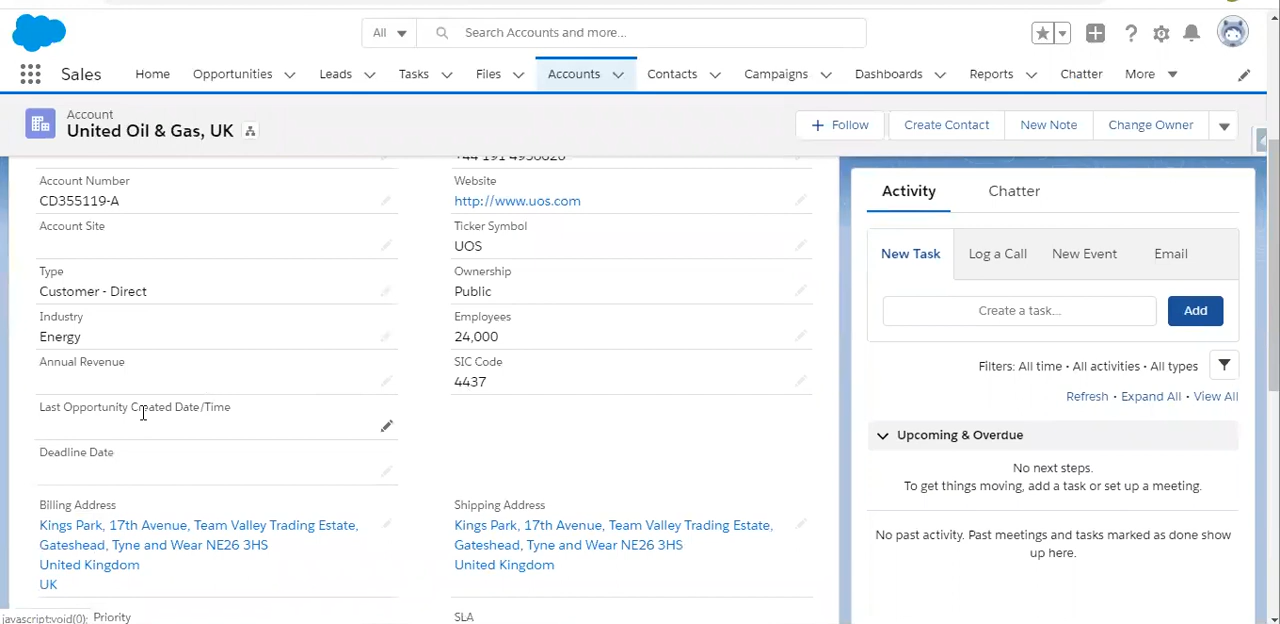 All
Search Accounts and more...
Sales
Home
Opportunities
Leads
Tasks
Files
Accounts
Contacts
Campaigns
Dashboards
Reports
Chatter
More
Account
United Oil & Gas, UK
Follow
Create Contact
New Note
Change Owner
+44 191 4956626
Account Number
CD355119-A
Website
http://www.uos.com
Account Site
Ticker Symbol
UOS
Type
Customer - Direct
Ownership
Public
Industry
Energy
Employees
24,000
Annual Revenue
SIC Code
4437
Last Opportunity Created Date/Time
Deadline Date
Billing Address
Kings Park, 17th Avenue, Team Valley Trading Estate,
Gateshead, Tyne and Wear NE26 3HS
United Kingdom
UK
Shipping Address
Kings Park, 17th Avenue, Team Valley Trading Estate,
Gateshead, Tyne and Wear NE26 3HS
United Kingdom
Priority
SLA
javascript:void(0);
Activity
Chatter
New Task
Log a Call
New Event
Email
Create a task...
Add
Filters: All time • All activities • All types
Refresh • Expand All • View All
Upcoming & Overdue
No next steps.
To get things moving, add a task or set up a meeting.
No past activity. Past meetings and tasks marked as done show
up here.